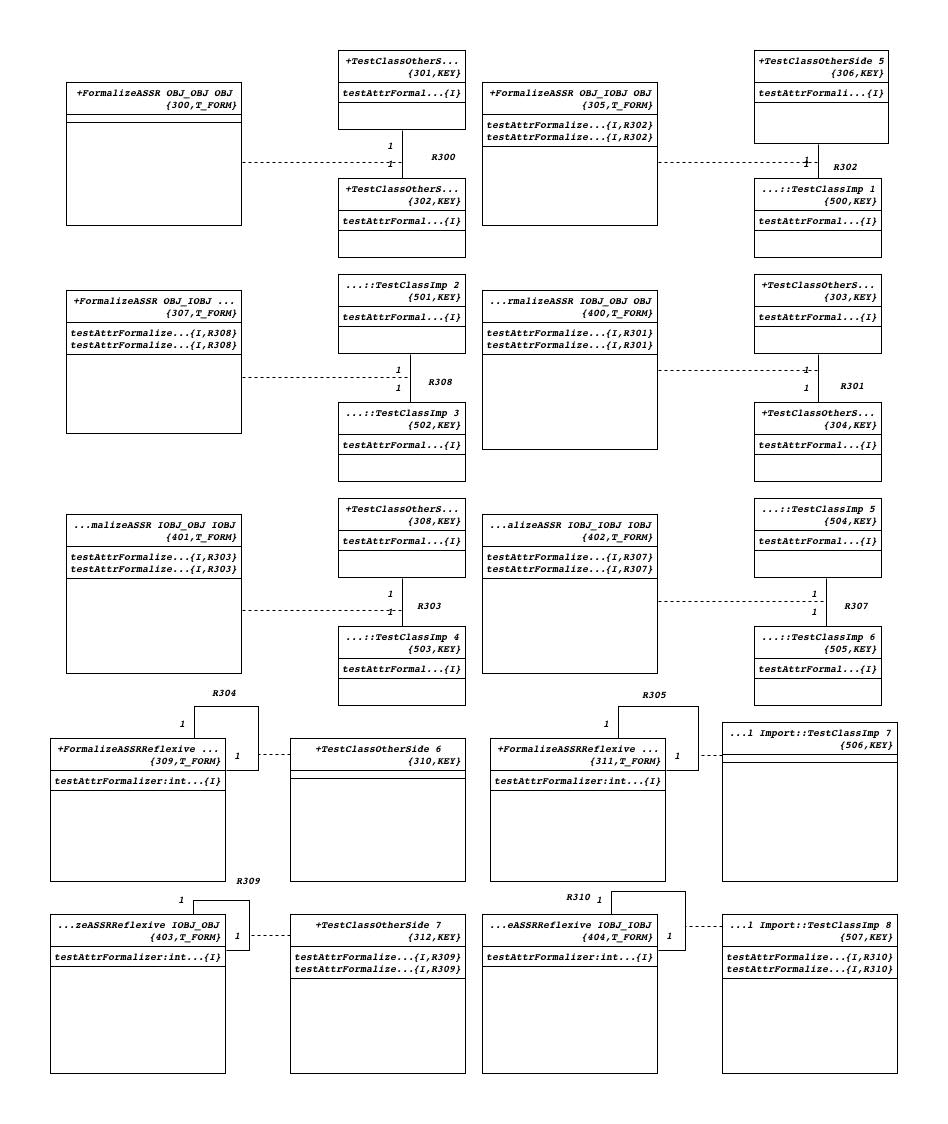 +FormalizeASSR OBJ_OBJ OBJ
{300,T_FORM}
+TestClassOtherS...
{301,KEY}
testAttrFormal...{I}
1
1
R300
+TestClassOtherS...
{302,KEY}
testAttrFormal...{I}
+FormalizeASSR OBJ_IOBJ OBJ
{305,T_FORM}
testAttrFormalize...{I,R302}
testAttrFormalize...{I,R302}
+TestClassOtherSide 5
{306,KEY}
testAttrFormali...{I}
1
1
R302
...::TestClassImp 1
{500,KEY}
testAttrFormal...{I}
+FormalizeASSR OBJ_IOBJ ...
{307,T_FORM}
testAttrFormalize...{I,R308}
testAttrFormalize...{I,R308}
...::TestClassImp 2
{501,KEY}
testAttrFormal...{I}
1
1
R308
...::TestClassImp 3
{502,KEY}
testAttrFormal...{I}
...rmalizeASSR IOBJ_OBJ OBJ
{400,T_FORM}
testAttrFormalize...{I,R301}
testAttrFormalize...{I,R301}
+TestClassOtherS...
{303,KEY}
testAttrFormal...{I}
1
1
R301
+TestClassOtherS...
{304,KEY}
testAttrFormal...{I}
...malizeASSR IOBJ_OBJ IOBJ
{401,T_FORM}
testAttrFormalize...{I,R303}
testAttrFormalize...{I,R303}
+TestClassOtherS...
{308,KEY}
testAttrFormal...{I}
1
1
R303
...::TestClassImp 4
{503,KEY}
testAttrFormal...{I}
...alizeASSR IOBJ_IOBJ IOBJ
{402,T_FORM}
testAttrFormalize...{I,R307}
testAttrFormalize...{I,R307}
...::TestClassImp 5
{504,KEY}
testAttrFormal...{I}
1
1
R307
...::TestClassImp 6
{505,KEY}
testAttrFormal...{I}
R304
1
1
+FormalizeASSRReflexive ...
{309,T_FORM}
testAttrFormalizer:int...{I}
+TestClassOtherSide 6
{310,KEY}
R305
1
1
+FormalizeASSRReflexive ...
{311,T_FORM}
testAttrFormalizer:int...{I}
...l Import::TestClassImp 7
{506,KEY}
R309
1
1
...zeASSRReflexive IOBJ_OBJ
{403,T_FORM}
testAttrFormalizer:int...{I}
+TestClassOtherSide 7
{312,KEY}
testAttrFormalize...{I,R309}
testAttrFormalize...{I,R309}
R310
1
1
...eASSRReflexive IOBJ_IOBJ
{404,T_FORM}
testAttrFormalizer:int...{I}
...l Import::TestClassImp 8
{507,KEY}
testAttrFormalize...{I,R310}
testAttrFormalize...{I,R310}